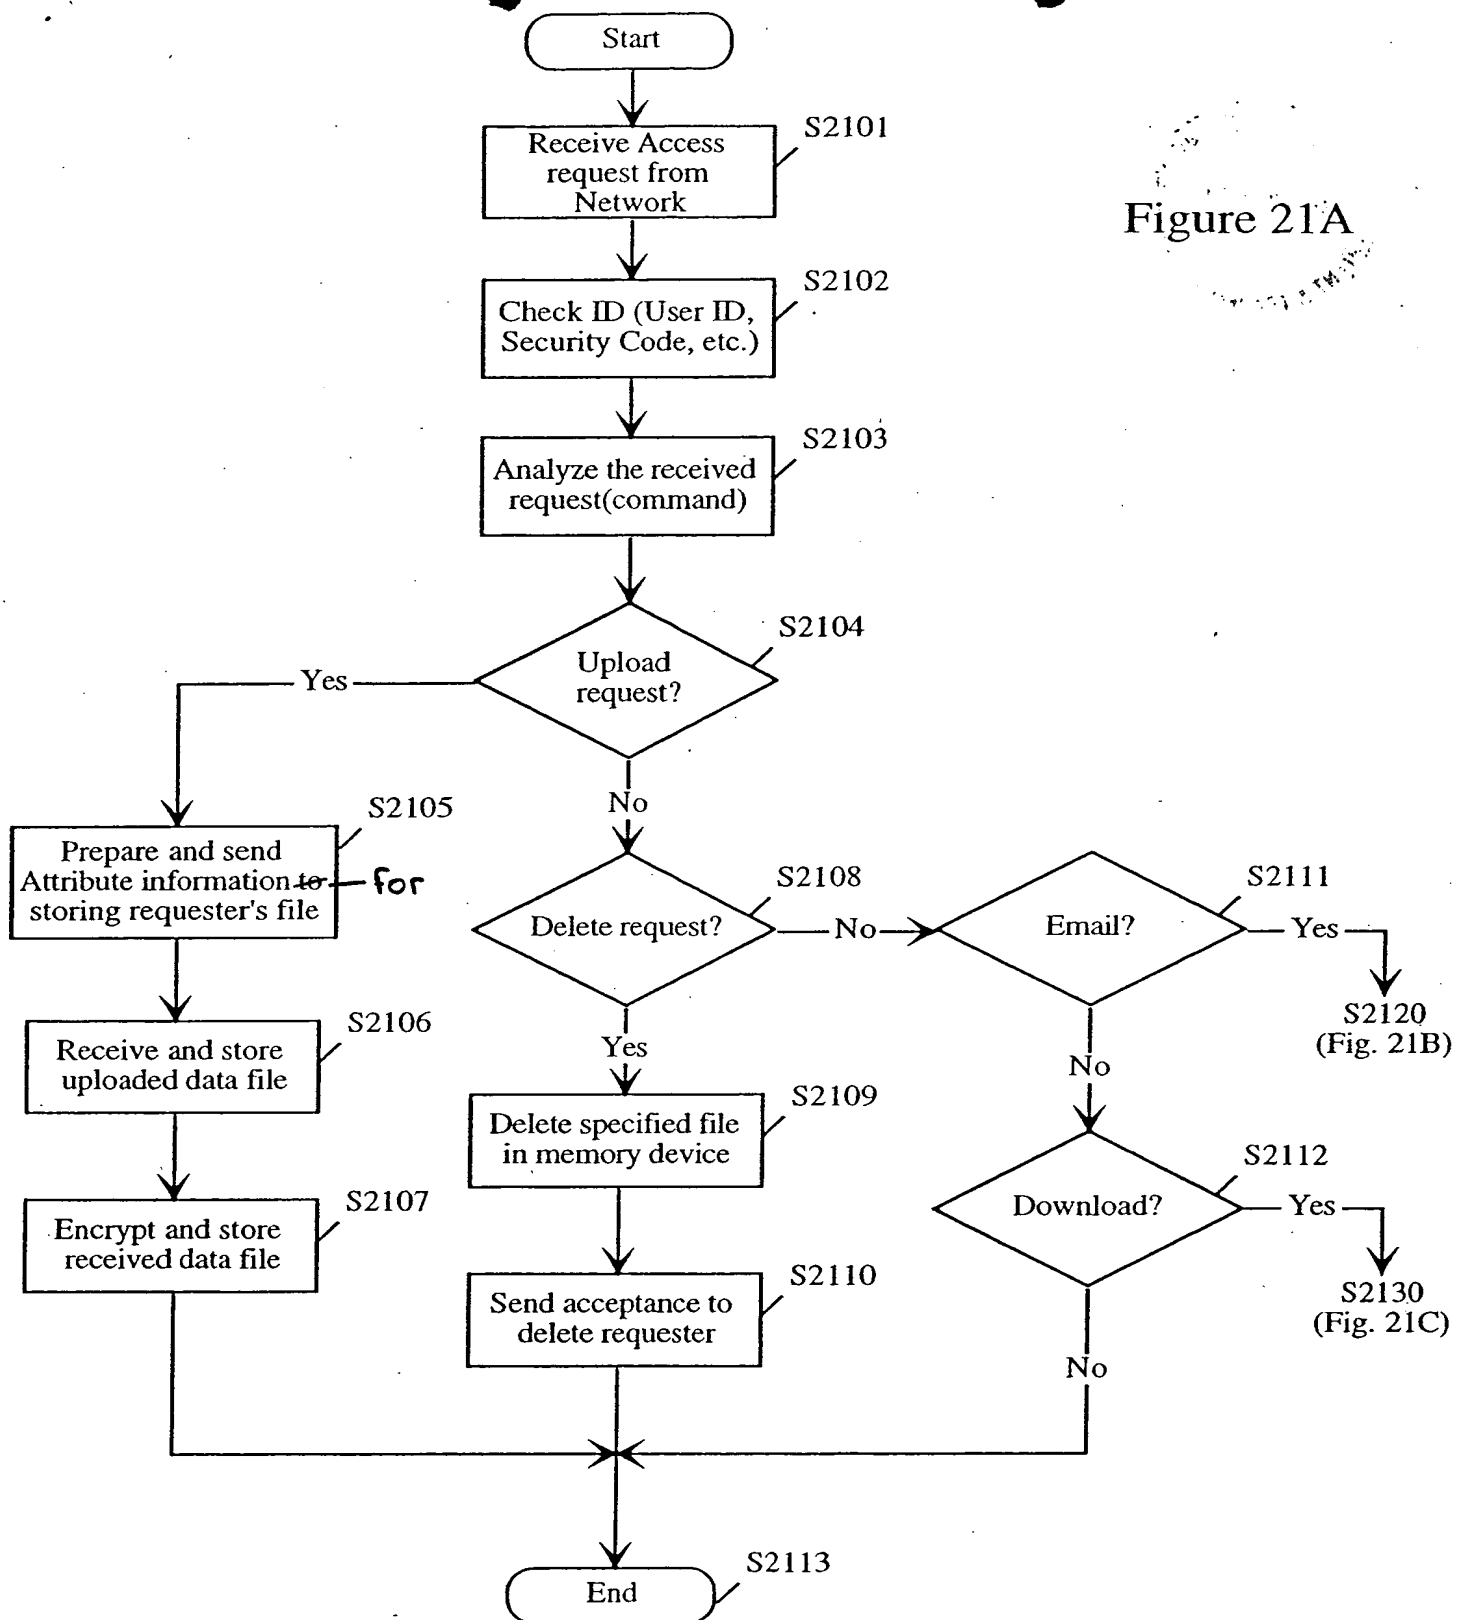 Start
S2101
Receive Access
request from
Network
Figure 21A
S2102
Check ID (User ID,
Security Code, etc.)
S2103
Analyze the received
request(command)
S2104
Upload
request?
Yes
No
S2105
Prepare and send
Attribute information to for
storing requester's file
S2108
Delete request?
No
S2111
Email?
Yes
S2120
(Fig. 21B)
S2106
Receive and store
uploaded data file
Yes
No
S2109
Delete specified file
in memory device
S2112
Download?
Yes
S2130
(Fig. 21C)
S2107
Encrypt and store
received data file
S2110
Send acceptance to
delete requester
No
S2113
End